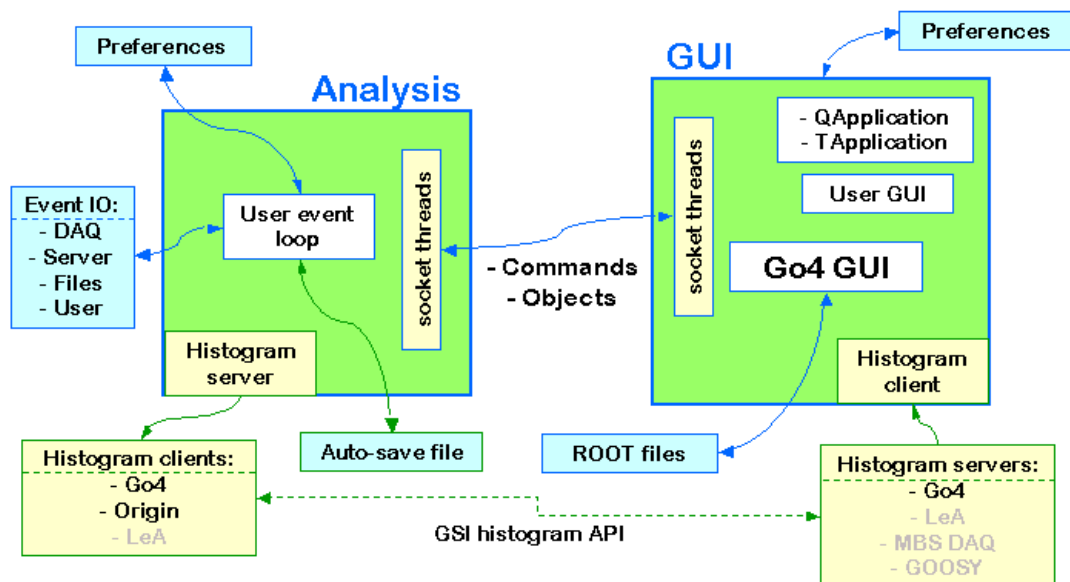 Preferences
Analysis
Event IO:
- DAQ
- Server
- Files
- User
User event
loop
socket threads
Histogram
server
Histogram clients:
- Go4
- Origin
- LeA
Auto-save file
- Commands
- Objects
GSI histogram API
GUI
Preferences
- QApplication
- TApplication
User GUI
socket threads
Go4 GUI
Histogram
client
ROOT files
Histogram servers:
- Go4
- LeA
- MBS DAQ
- GOOSY